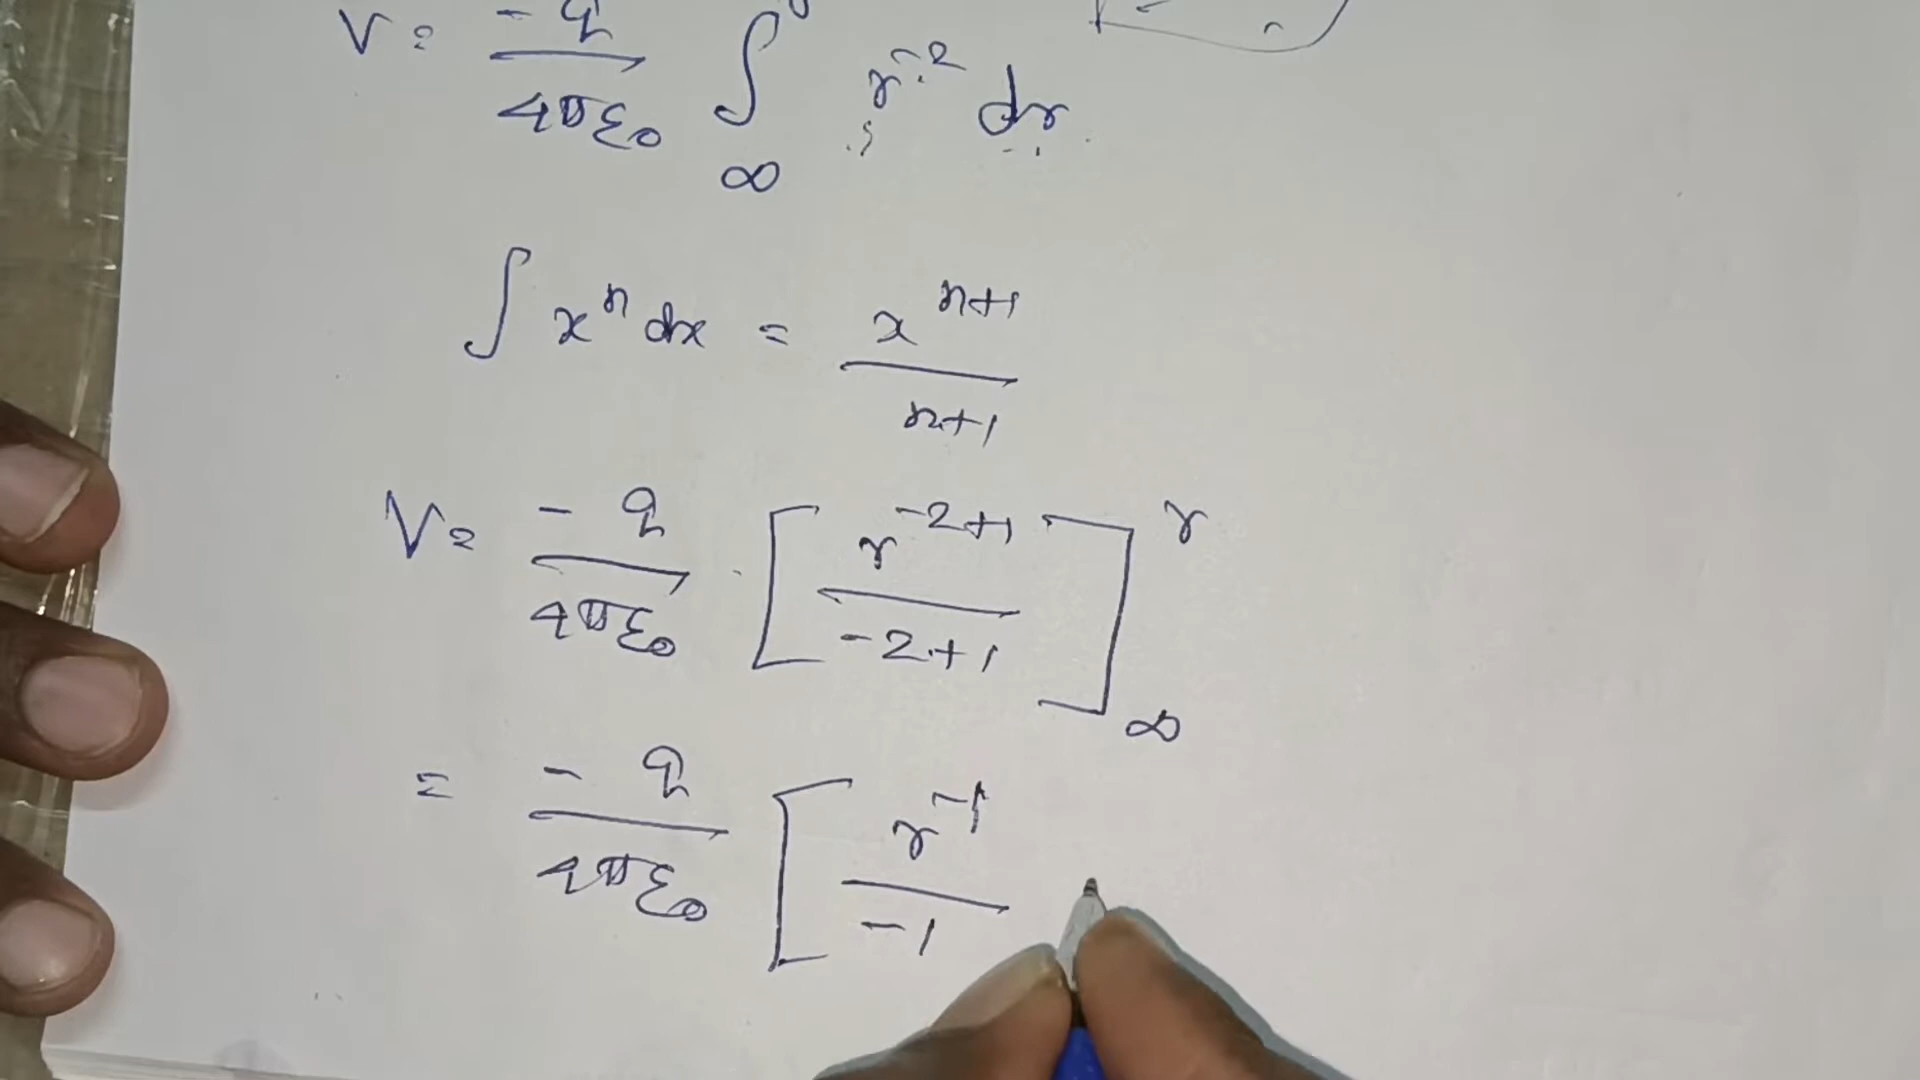 V = -q/4πε₀ ∫∞ r⁻² dr
∫ xⁿ dx = xⁿ⁺¹/n+1
V = -q/4πε₀ · [r⁻²⁺¹/-2+1]ʳ∞
= -q/4πε₀ [r⁻¹/-1